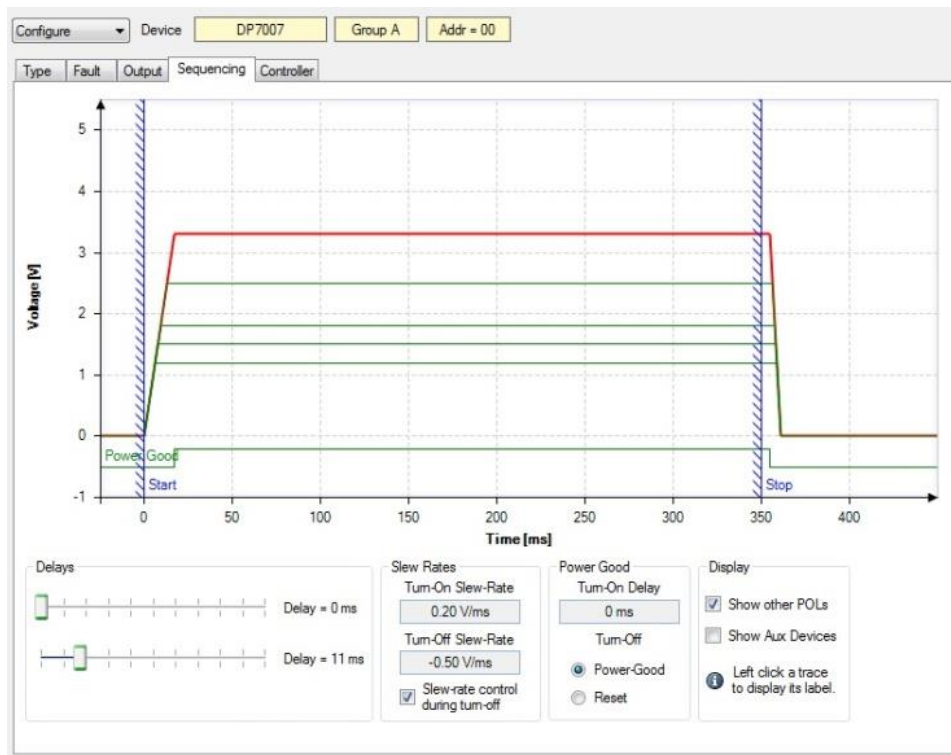 Configure Device DP7007 Group A Addr = 00
Type Fault Output Sequencing Controller
5
4
3
2
1
0
-1
Voltage [V]
Power Good
Start
Stop
0 50 100 150 200 250 300 350 400
Time [ms]
Delays
Delay = 0 ms
Delay = 11 ms
Slew Rates
Turn-On Slew-Rate
0.20 V/ms
Turn-Off Slew-Rate
-0.50 V/ms
Slew-rate control
during turn-off
Power Good
Turn-On Delay
0 ms
Turn-Off
Power-Good
Reset
Display
Show other POLs
Show Aux Devices
Left click a trace
to display its label.